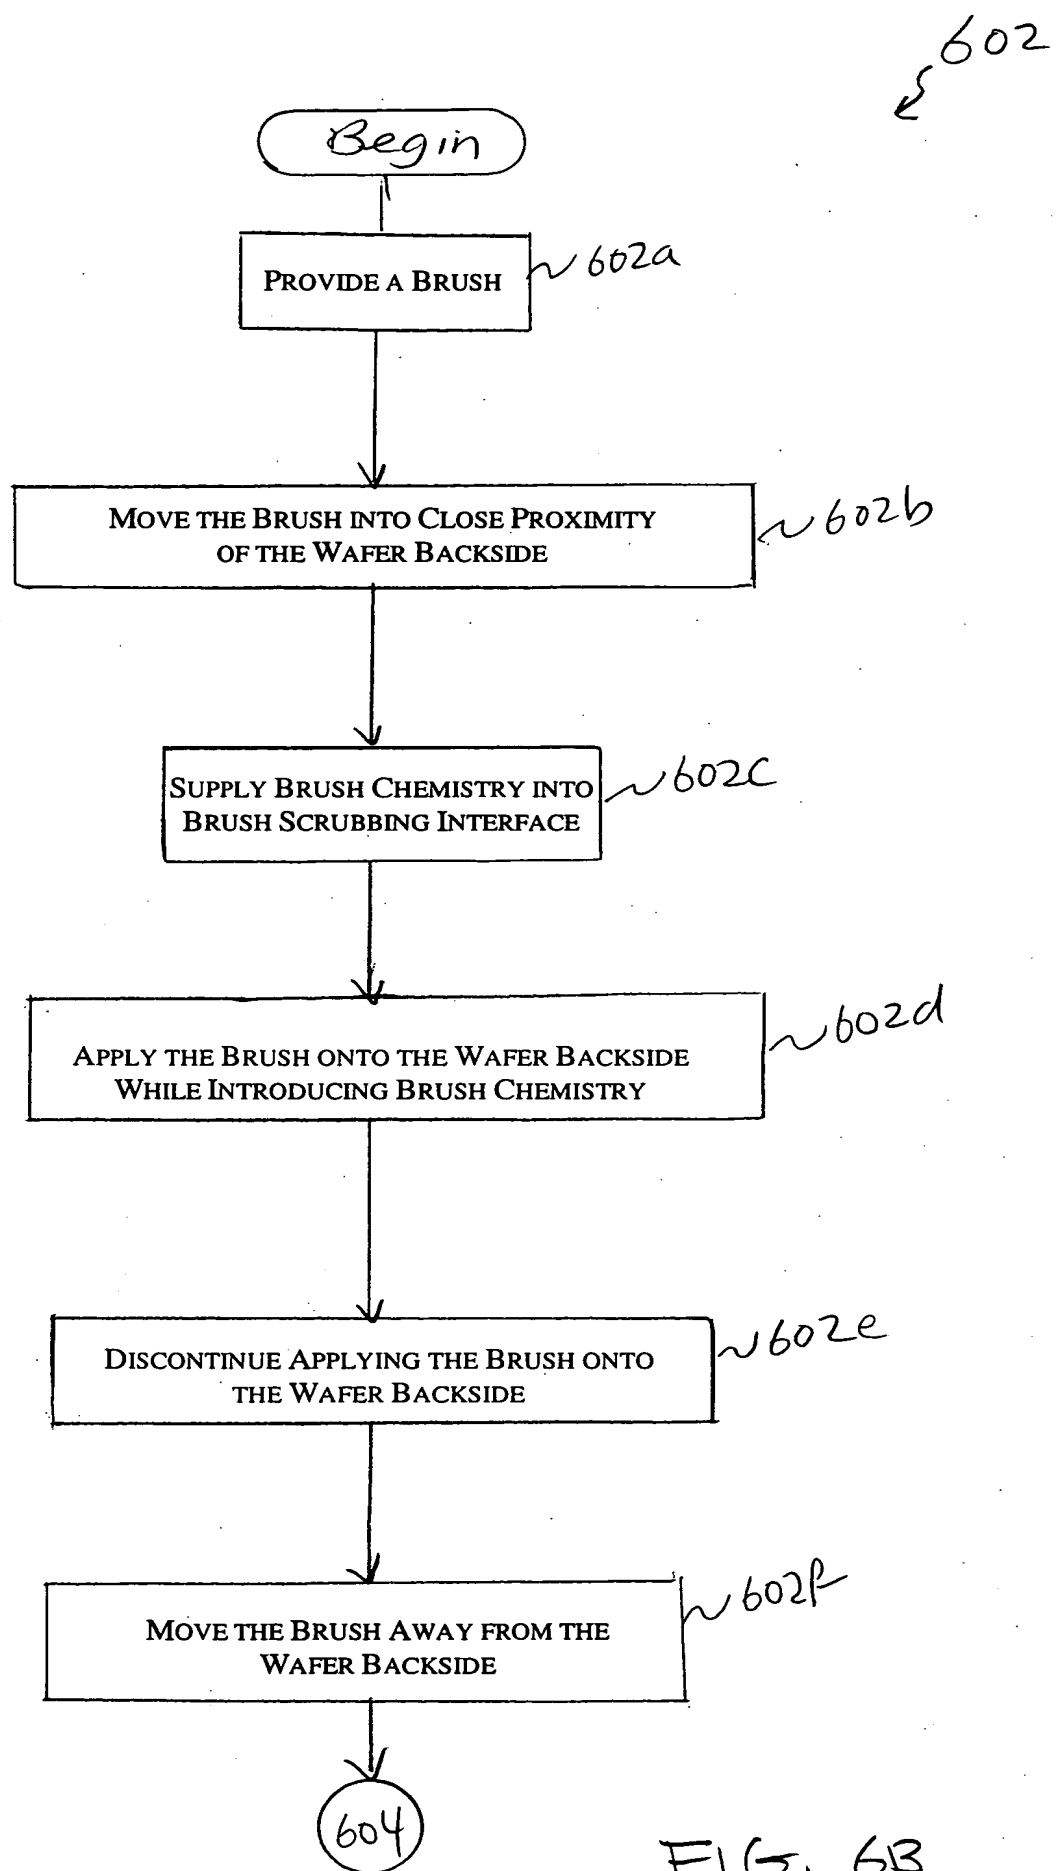 602
Begin
PROVIDE A BRUSH
602a
MOVE THE BRUSH INTO CLOSE PROXIMITY
OF THE WAFER BACKSIDE
602b
SUPPLY BRUSH CHEMISTRY INTO
BRUSH SCRUBBING INTERFACE
602c
APPLY THE BRUSH ONTO THE WAFER BACKSIDE
WHILE INTRODUCING BRUSH CHEMISTRY
602d
DISCONTINUE APPLYING THE BRUSH ONTO
THE WAFER BACKSIDE
602e
MOVE THE BRUSH AWAY FROM THE
WAFER BACKSIDE
602f
604
FIG. 6B